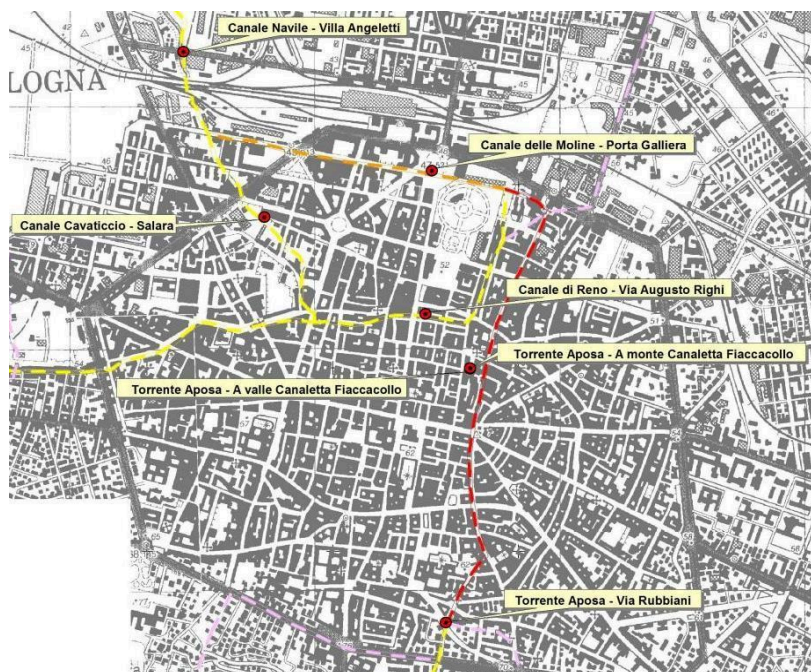 Canale Navile - Villa Angeletti
LOGNA
Canale delle Moline - Porta Galliera
Canale Cavaticcio - Salara
52
Canale di Reno - Via Augusto Righi
Torrente Aposa - A monte Canaletta Fiaccacollo
Torrente Aposa - A valle Canaletta Fiaccacollo
Torrente Aposa - Via Rubbiani